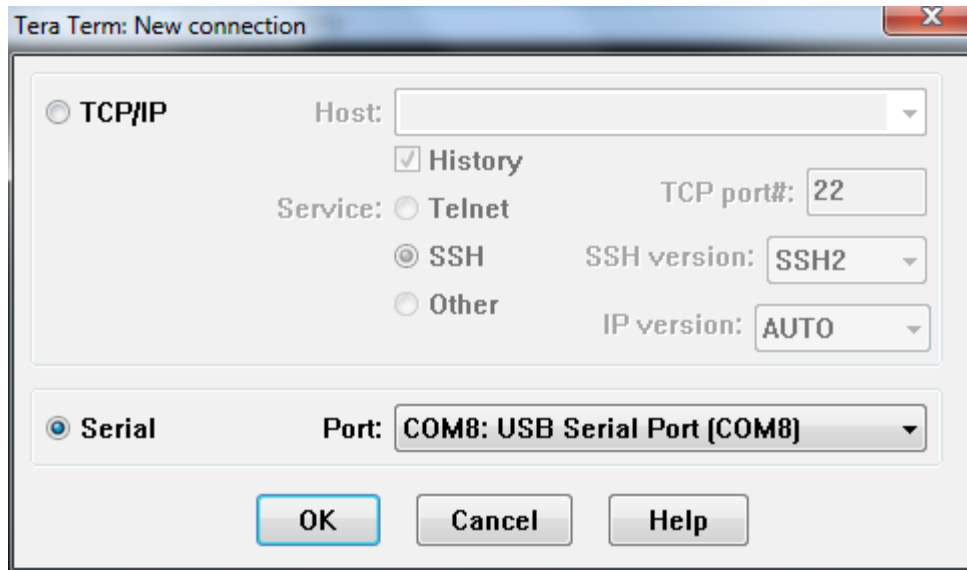 Tera Term: New connection
TCP/IP
Host:
History
Service:
Telnet
TCP port#: 22
SSH
SSH version: SSH2
Other
IP version: AUTO
Serial
Port: COM8: USB Serial Port (COM8)
OK
Cancel
Help